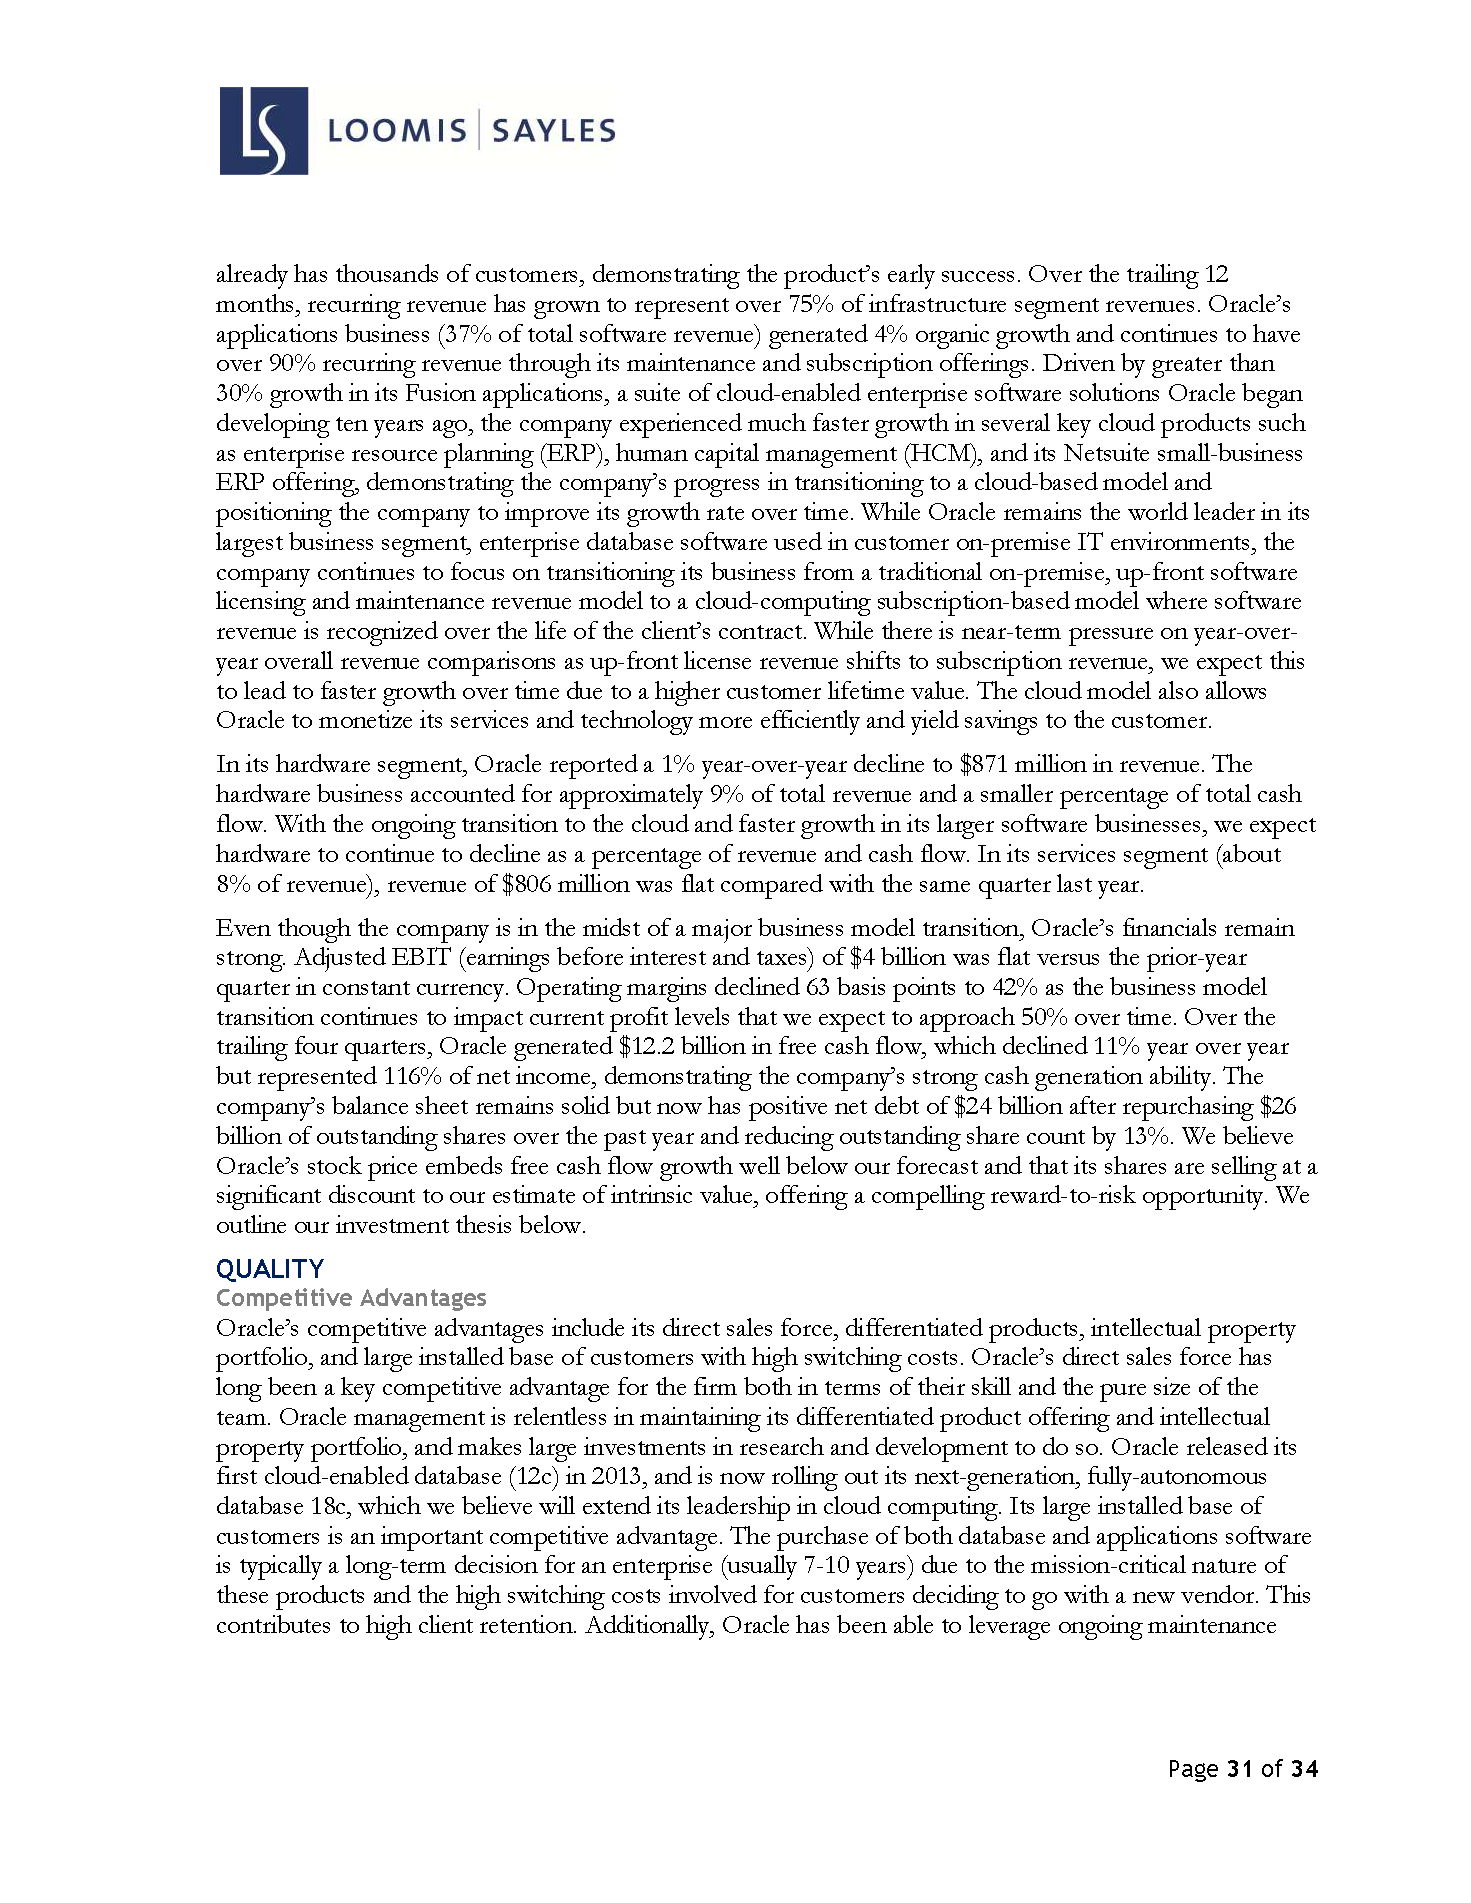 LS LOOMIS | SAYLES
already has thousands of customers, demonstrating the product’s early success. Over the trailing 12
months, recurring revenue has grown to represent over 75% of infrastructure segment revenues. Oracle’s
applications business (37% of total software revenue) generated 4% organic growth and continues to have
over 90% recurring revenue through its maintenance and subscription offerings. Driven by greater than
30% growth in its Fusion applications, a suite of cloud-enabled enterprise software solutions Oracle began
developing ten years ago, the company experienced much faster growth in several key cloud products such
as enterprise resource planning (ERP), human capital management (HCM), and its Netsuite small-business
ERP offering, demonstrating the company’s progress in transitioning to a cloud-based model and
positioning the company to improve its growth rate over time. While Oracle remains the world leader in its
largest business segment, enterprise database software used in customer on-premise IT environments, the
company continues to focus on transitioning its business from a traditional on-premise, up-front software
licensing and maintenance revenue model to a cloud-computing subscription-based model where software
revenue is recognized over the life of the client’s contract. While there is near-term pressure on year-over-
year overall revenue comparisons as up-front license revenue shifts to subscription revenue, we expect this
to lead to faster growth over time due to a higher customer lifetime value. The cloud model also allows
Oracle to monetize its services and technology more efficiently and yield savings to the customer.
In its hardware segment, Oracle reported a 1% year-over-year decline to $871 million in revenue. The
hardware business accounted for approximately 9% of total revenue and a smaller percentage of total cash
flow. With the ongoing transition to the cloud and faster growth in its larger software businesses, we expect
hardware to continue to decline as a percentage of revenue and cash flow. In its services segment (about
8% of revenue), revenue of $806 million was flat compared with the same quarter last year.
Even though the company is in the midst of a major business model transition, Oracle’s financials remain
strong. Adjusted EBIT (earnings before interest and taxes) of $4 billion was flat versus the prior-year
quarter in constant currency. Operating margins declined 63 basis points to 42% as the business model
transition continues to impact current profit levels that we expect to approach 50% over time. Over the
trailing four quarters, Oracle generated $12.2 billion in free cash flow, which declined 11% year over year
but represented 116% of net income, demonstrating the company’s strong cash generation ability. The
company’s balance sheet remains solid but now has positive net debt of $24 billion after repurchasing $26
billion of outstanding shares over the past year and reducing outstanding share count by 13%. We believe
Oracle’s stock price embeds free cash flow growth well below our forecast and that its shares are selling at a
significant discount to our estimate of intrinsic value, offering a compelling reward-to-risk opportunity. We
outline our investment thesis below.
QUALITY
Competitive Advantages
Oracle’s competitive advantages include its direct sales force, differentiated products, intellectual property
portfolio, and large installed base of customers with high switching costs. Oracle’s direct sales force has
long been a key competitive advantage for the firm both in terms of their skill and the pure size of the
team. Oracle management is relentless in maintaining its differentiated product offering and intellectual
property portfolio, and makes large investments in research and development to do so. Oracle released its
first cloud-enabled database (12c) in 2013, and is now rolling out its next-generation, fully-autonomous
database 18c, which we believe will extend its leadership in cloud computing. Its large installed base of
customers is an important competitive advantage. The purchase of both database and applications software
is typically a long-term decision for an enterprise (usually 7-10 years) due to the mission-critical nature of
these products and the high switching costs involved for customers deciding to go with a new vendor. This
contributes to high client retention. Additionally, Oracle has been able to leverage ongoing maintenance
Page 31 of 34